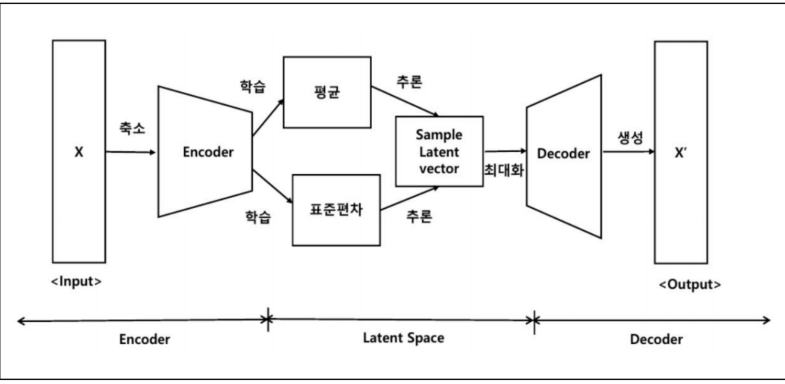 X
축소
Encoder
학습
평균
추론
학습
표준편차
추론
Sample
Latent
vector
최대화
Decoder
생성
X′
<Input>
<Output>
Encoder
Latent Space
Decoder